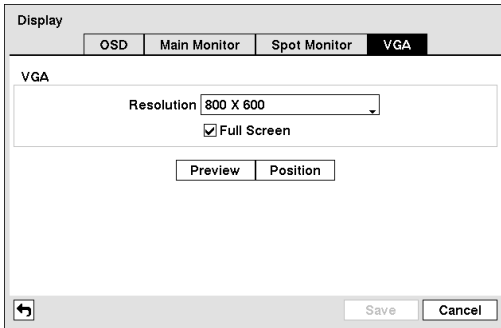 Display
OSD Main Monitor Spot Monitor VGA
VGA
Resolution 800 X 600
Full Screen
Preview Position
Save Cancel